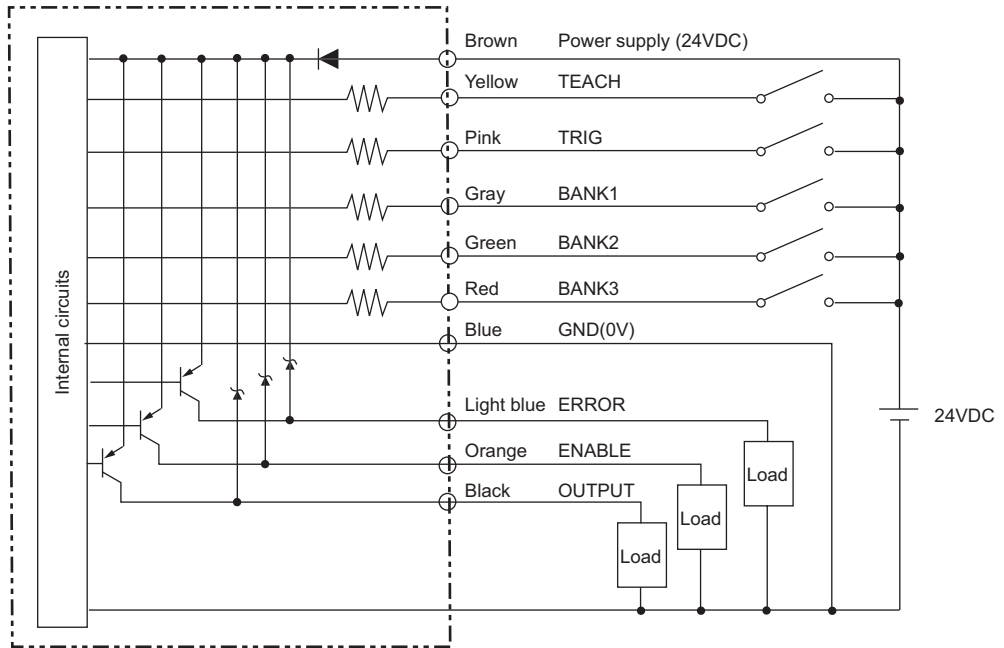 Brown Power supply (24VDC)
Yellow TEACH
Pink TRIG
Gray BANK1
Green BANK2
Red BANK3
Blue GND(0V)
Internal circuits
Light blue ERROR
24VDC
Orange ENABLE
Load
Black OUTPUT
Load
Load